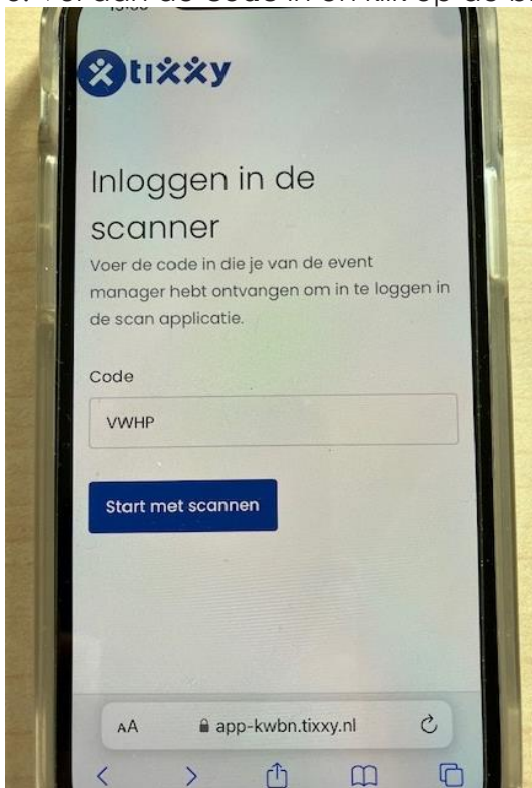 tixxy
Inloggen in de
scanner
Voer de code in die je van de event
manager hebt ontvangen om in te loggen in
de scan applicatie.
Code
VWHP
Start met scannen
AA app-kwbn.tixxy.nl